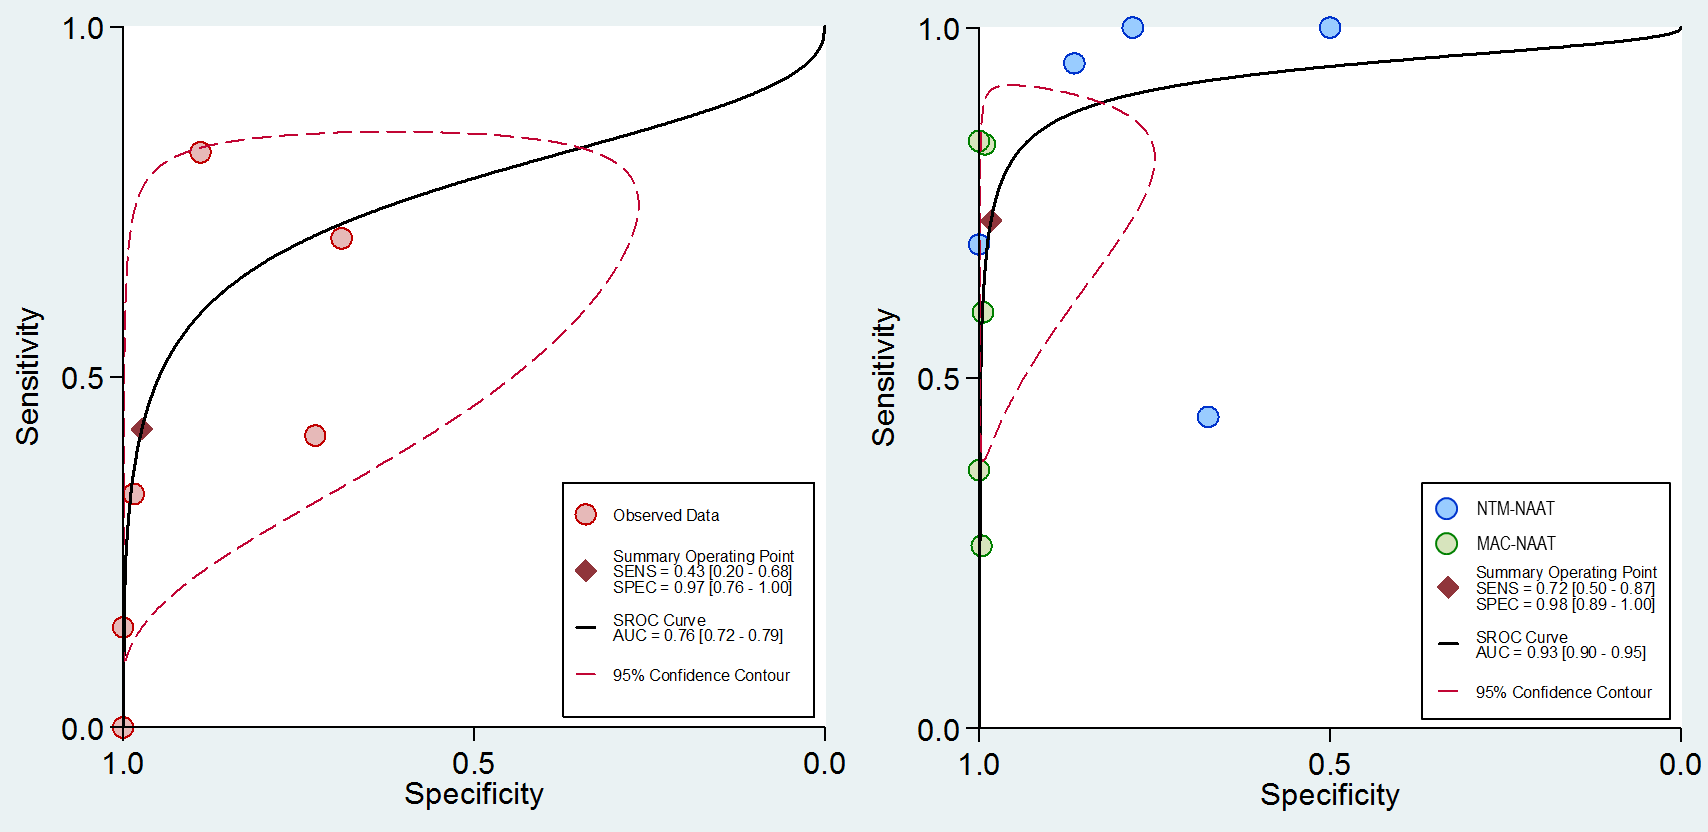 1.0
0.5
0.0
Sensitivity
1.0
0.5
0.0
Specificity
Observed Data
Summary Operating Point
SENS = 0.43 [0.20 - 0.68]
SPEC = 0.97 [0.76 - 1.00]
SROC Curve
AUC = 0.76 [0.72 - 0.79]
95% Confidence Contour
1.0
0.5
0.0
Sensitivity
1.0
0.5
0.0
Specificity
NTM-NAAT
MAC-NAAT
Summary Operating Point
SENS = 0.72 [0.50 - 0.87]
SPEC = 0.98 [0.89 - 1.00]
SROC Curve
AUC = 0.93 [0.90 - 0.95]
95% Confidence Contour